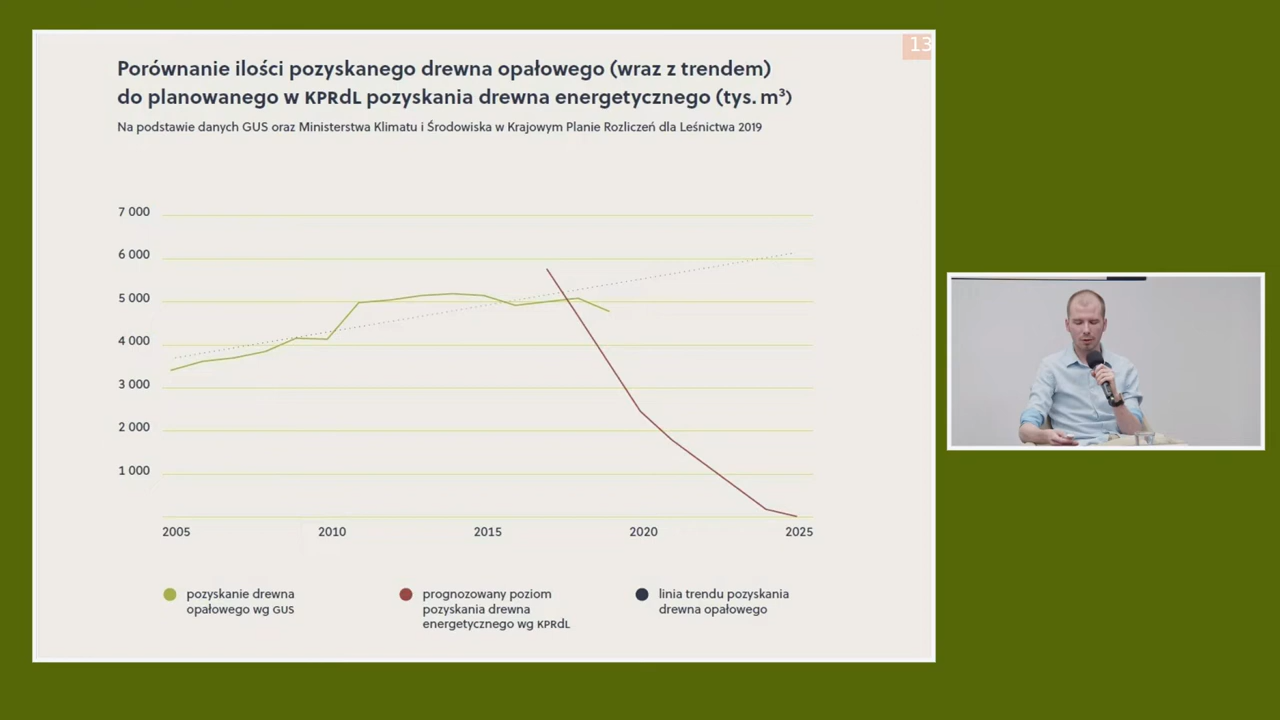 13
Porównanie ilości pozyskanego drewna opałowego (wraz z trendem)
do planowanego w KPRdL pozyskania drewna energetycznego (tys. m³)
Na podstawie danych GUS oraz Ministerstwa Klimatu i Środowiska w Krajowym Planie Rozliczeń dla Leśnictwa 2019
7 000
6 000
5 000
4 000
3 000
2 000
1 000
2005 2010 2015 2020 2025
pozyskanie drewna
opałowego wg GUS
prognozowany poziom
pozyskania drewna
energetycznego wg KPRdL
linia trendu pozyskania
drewna opałowego